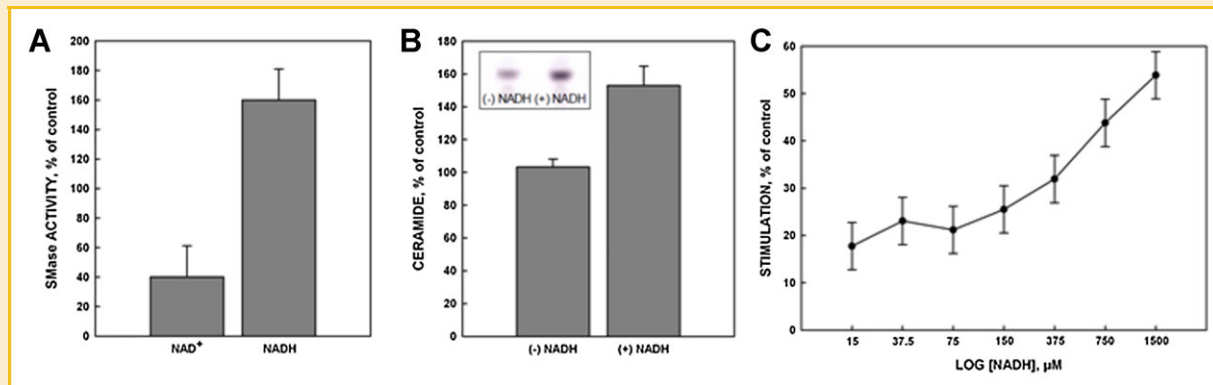 A
SMase ACTIVITY, % of control
200
180
160
140
120
100
80
60
40
20
0
NAD+
NADH
B
CERAMIDE, % of control
180
160
140
120
100
80
60
40
20
0
(-) NADH (+) NADH
(-) NADH
(+) NADH
C
STIMULATION, % of control
60
50
40
30
20
10
0
15
37.5
75
150
375
750
1500
LOG [NADH], µM